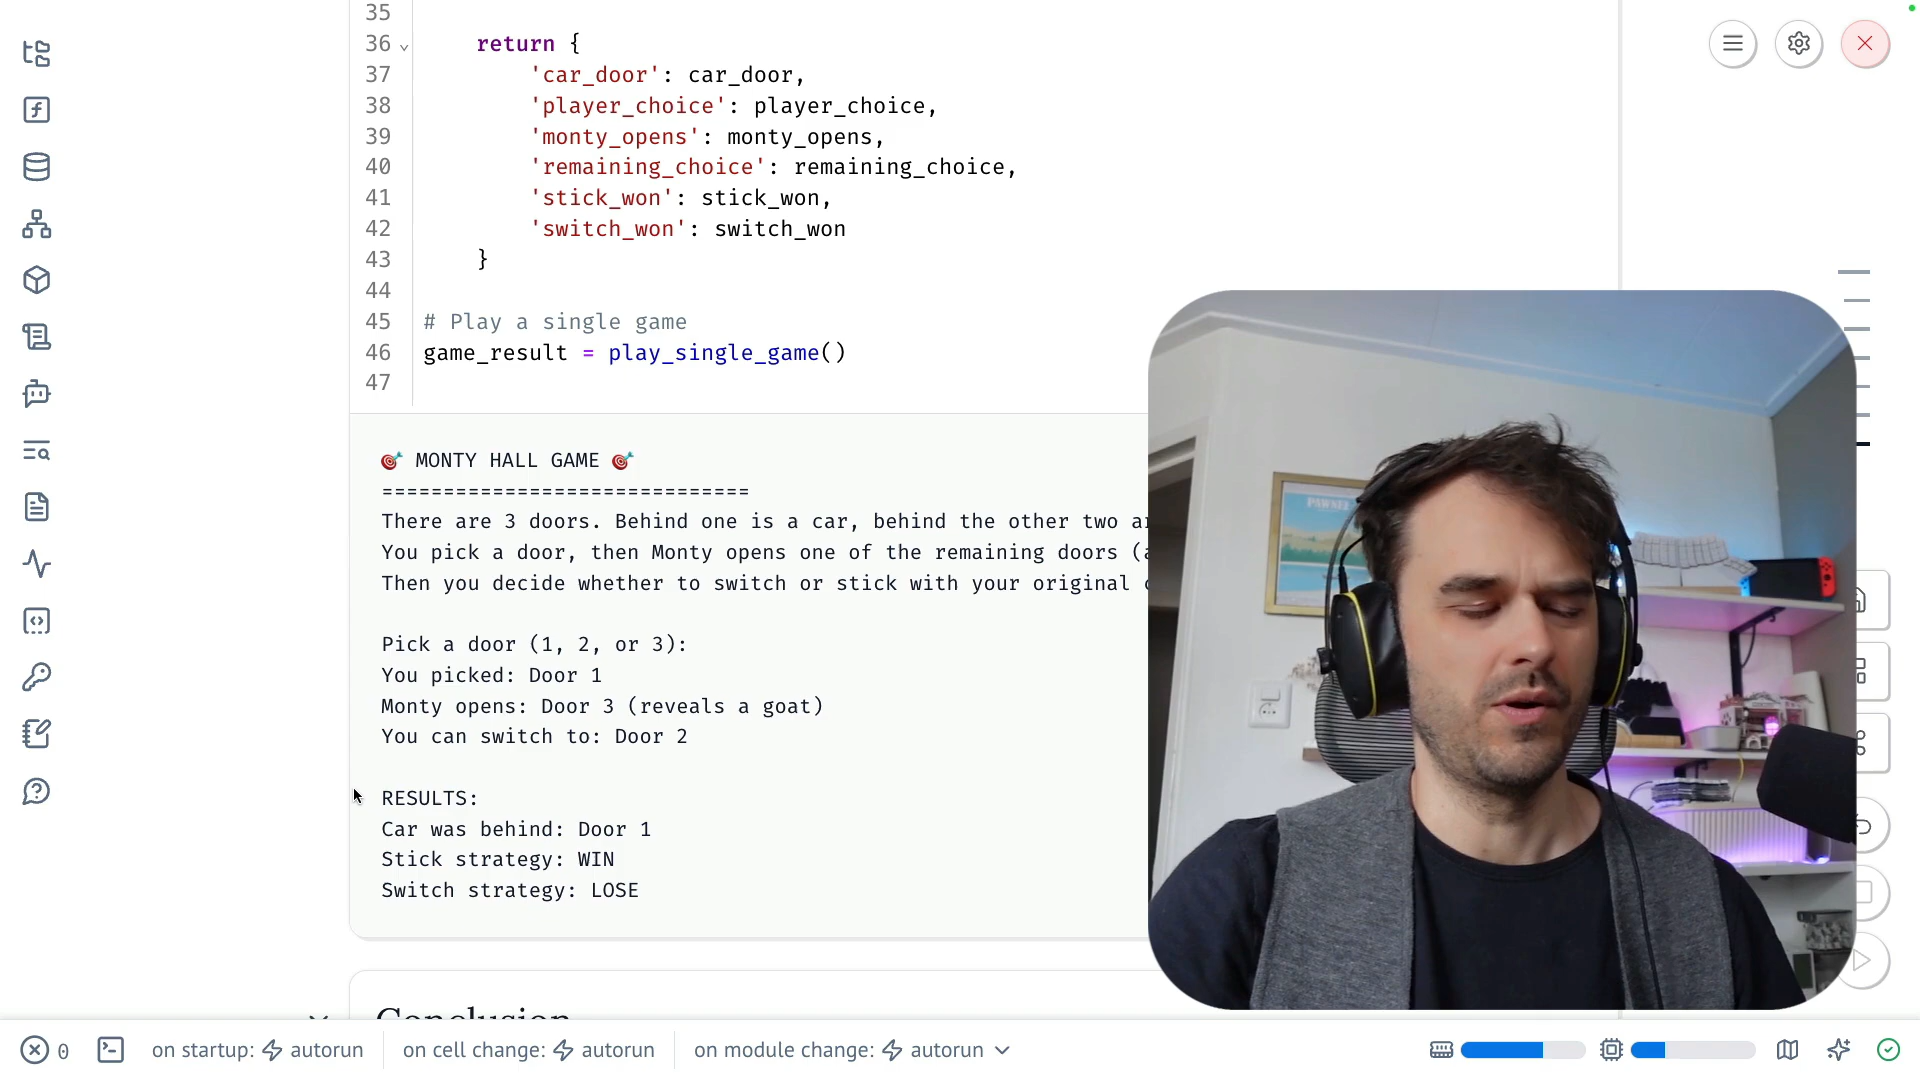 35
36 return {
37 'car_door': car_door,
38 'player_choice': player_choice,
39 'monty_opens': monty_opens,
40 'remaining_choice': remaining_choice,
41 'stick_won': stick_won,
42 'switch_won': switch_won
43 }
44
45 # Play a single game
46 game_result = play_single_game()
47
🎯 MONTY HALL GAME 🎯
==============================
There are 3 doors. Behind one is a car, behind the other two
You pick a door, then Monty opens one of the remaining doors
Then you decide whether to switch or stick with your original
Pick a door (1, 2, or 3):
You picked: Door 1
Monty opens: Door 3 (reveals a goat)
You can switch to: Door 2
RESULTS:
Car was behind: Door 1
Stick strategy: WIN
Switch strategy: LOSE
Conclusion
0 on startup: autorun on cell change: autorun on module change: autorun